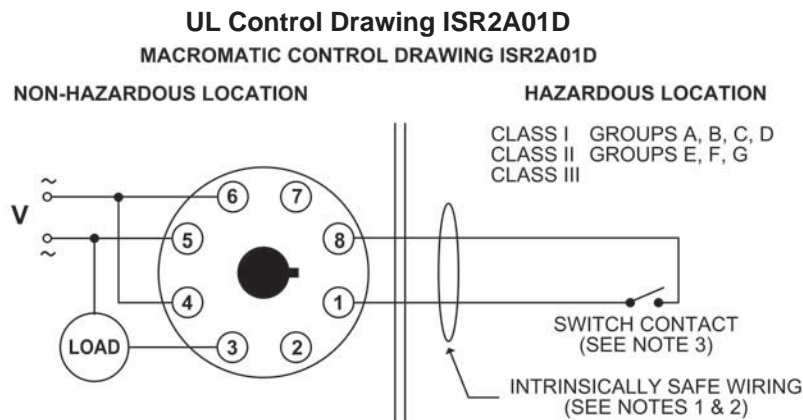 UL Control Drawing ISR2A01D
MACROMATIC CONTROL DRAWING ISR2A01D
NON-HAZARDOUS LOCATION
HAZARDOUS LOCATION
CLASS I GROUPS A, B, C, D
CLASS II GROUPS E, F, G
CLASS III
~
V
~
6
7
5
8
4
1
3
2
LOAD
SWITCH CONTACT
(SEE NOTE 3)
INTRINSICALLY SAFE WIRING
(SEE NOTES 1 & 2)